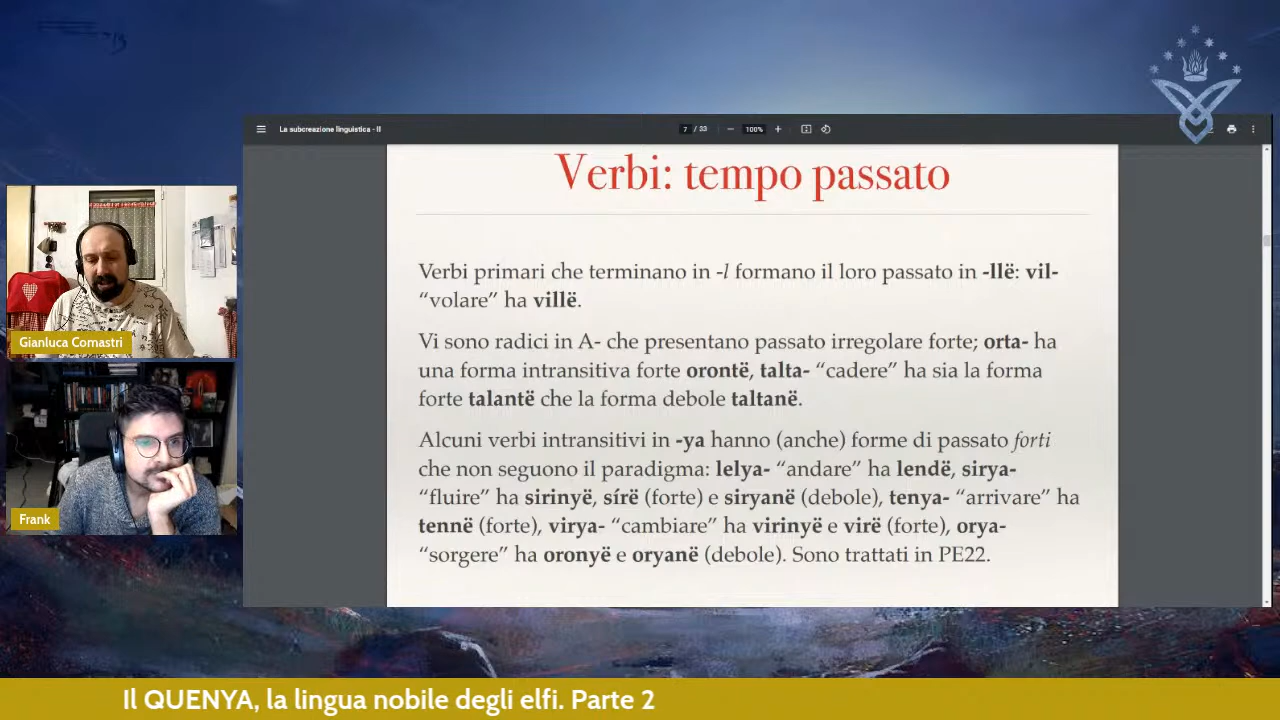 La subcreazione linguistica - II
7 / 33
100%
Verbi: tempo passato
Verbi primari che terminano in -l formano il loro passato in -llë: vil-
“volare” ha villë.
Vi sono radici in A- che presentano passato irregolare forte; orta- ha
una forma intransitiva forte orontë, talta- “cadere” ha sia la forma
forte talantë che la forma debole taltanë.
Alcuni verbi intransitivi in -ya hanno (anche) forme di passato forti
che non seguono il paradigma: lelya- “andare” ha lendë, sirya-
“fluire” ha sirinyë, sírë (forte) e siryanë (debole), tenya- “arrivare” ha
tennë (forte), virya- “cambiare” ha virinyë e virë (forte), orya-
“sorgere” ha oronyë e oryanë (debole). Sono trattati in PE22.
Gianluca Comastri
Frank
Il QUENYA, la lingua nobile degli elfi. Parte 2